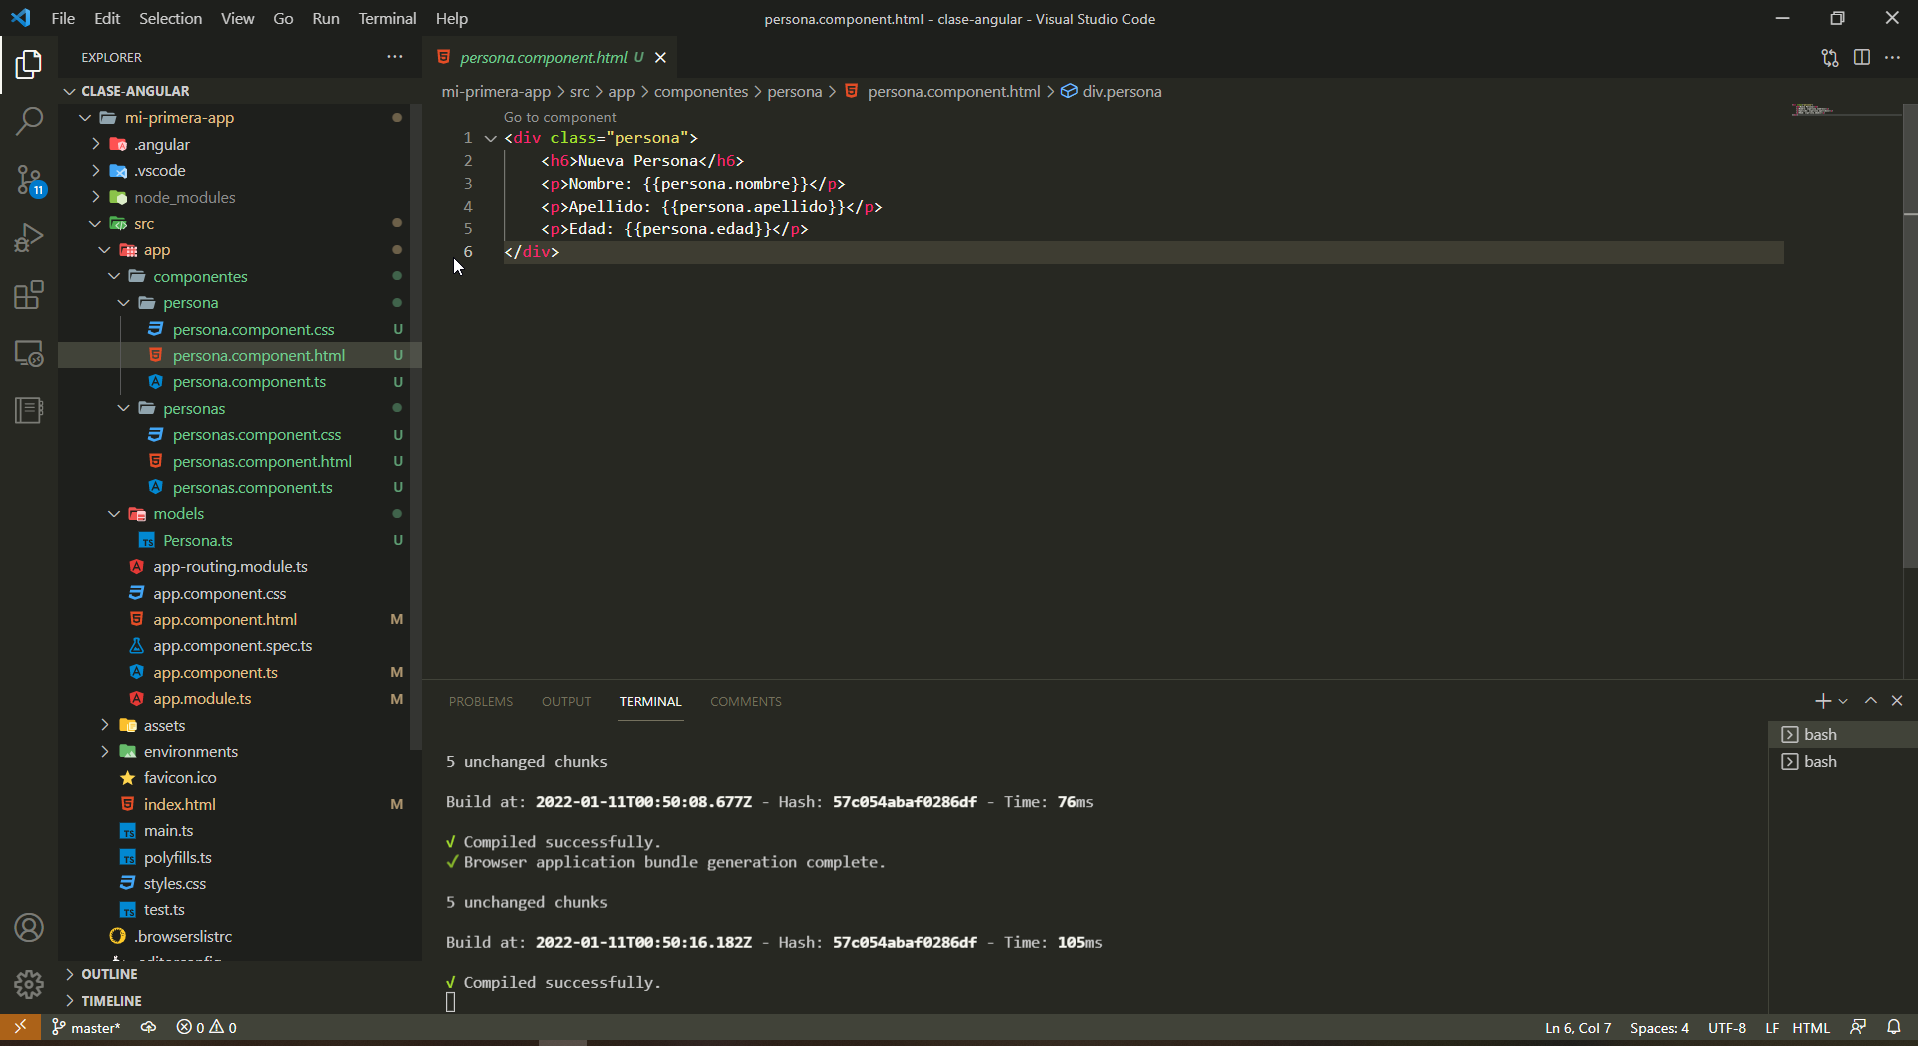 File Edit Selection View Go Run Terminal Help
persona.component.html - clase-angular - Visual Studio Code
EXPLORER
CLASE-ANGULAR
mi-primera-app
.angular
.vscode
node_modules
src
app
componentes
persona
persona.component.css U
persona.component.html U
persona.component.ts U
personas
personas.component.css U
personas.component.html U
personas.component.ts U
models
Persona.ts U
app-routing.module.ts
app.component.css
app.component.html M
app.component.spec.ts
app.component.ts M
app.module.ts M
assets
environments
favicon.ico
index.html M
main.ts
polyfills.ts
styles.css
test.ts
.browserslistrc
OUTLINE
TIMELINE
11
persona.component.html U
mi-primera-app > src > app > componentes > persona > persona.component.html > div.persona
Go to component
1 <div class="persona">
2 <h6>Nueva Persona</h6>
3 <p>Nombre: {{persona.nombre}}</p>
4 <p>Apellido: {{persona.apellido}}</p>
5 <p>Edad: {{persona.edad}}</p>
6 </div>
PROBLEMS OUTPUT TERMINAL COMMENTS
5 unchanged chunks
Build at: 2022-01-11T00:50:08.677Z - Hash: 57c054abaf0286df - Time: 76ms
√ Compiled successfully.
✔ Browser application bundle generation complete.
5 unchanged chunks
Build at: 2022-01-11T00:50:16.182Z - Hash: 57c054abaf0286df - Time: 105ms
√ Compiled successfully.
bash
bash
master* 0 0
Ln 6, Col 7 Spaces: 4 UTF-8 LF HTML